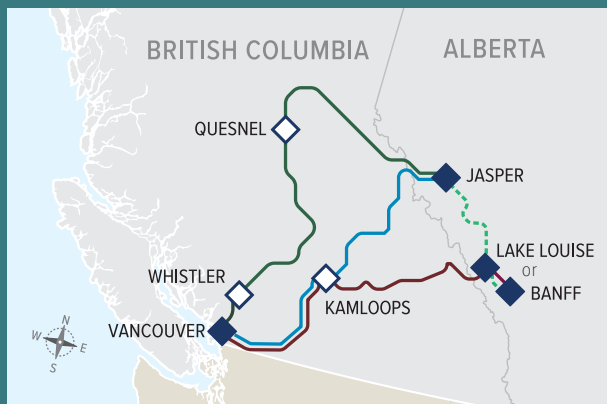 BRITISH COLUMBIA
ALBERTA
QUESNEL
JASPER
LAKE LOUISE
or
BANFF
WHISTLER
KAMLOOPS
VANCOUVER
N
W
E
S